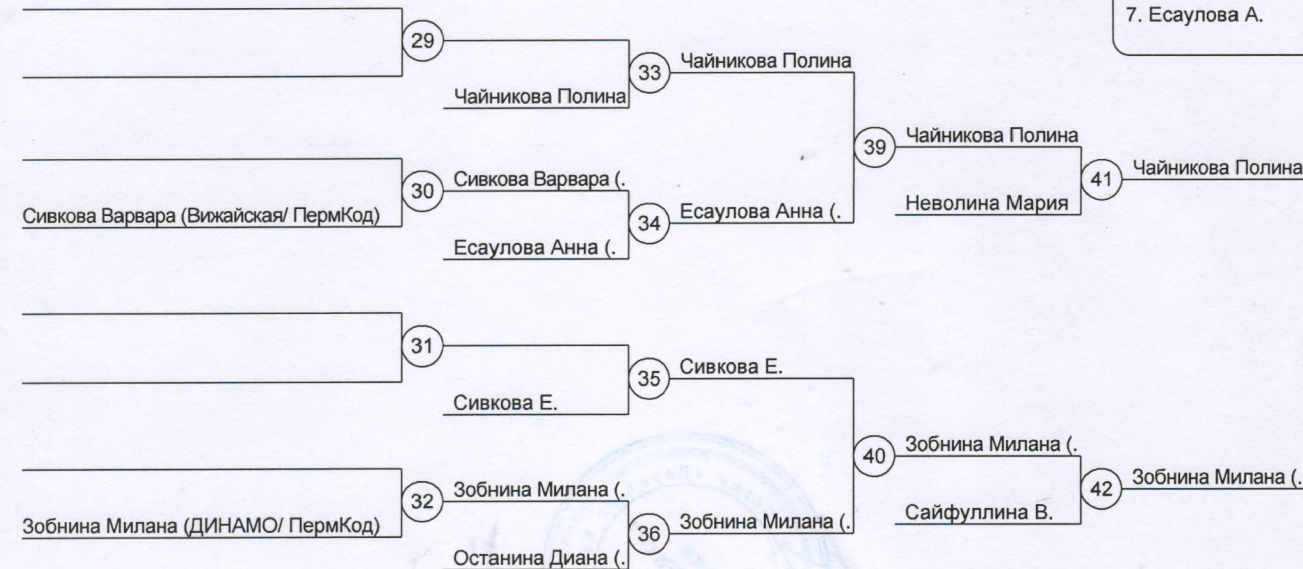 7. Есаулова А.
29
Чайникова Полина
33
Чайникова Полина
39
Чайникова Полина
30
Сивкова Варвара (.
Сивкова Варвара (Вижайская/ ПермКод)
34
Есаулова Анна (.
Есаулова Анна (.
Неволина Мария
41
Чайникова Полина
31
Сивкова Е.
35
Сивкова Е.
40
Зобнина Милана (.
32
Зобнина Милана (.
Зобнина Милана (ДИНАМО/ ПермКод)
36
Зобнина Милана (.
Останина Диана (.
Сайфуллина В.
42
Зобнина Милана (.